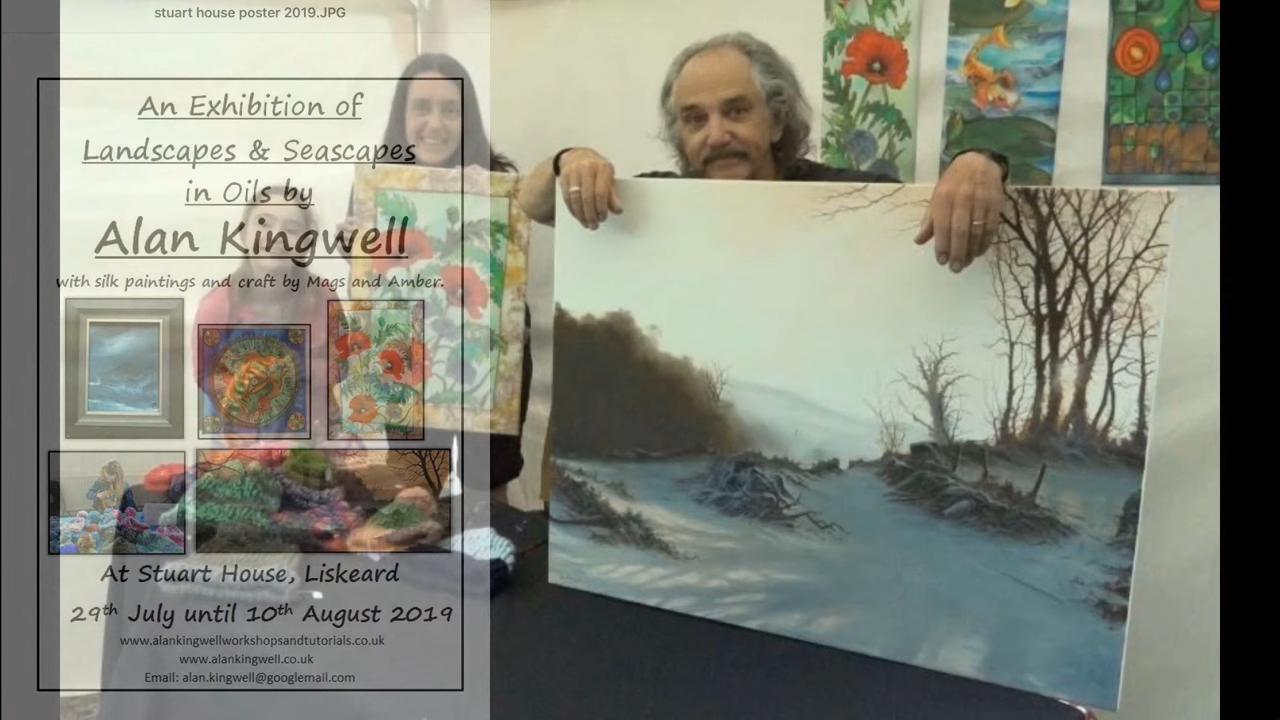 stuart house poster 2019.JPG
An Exhibition of
Landscapes & Seascapes
in Oils by
Alan Kingwell
with silk paintings and craft by Mags and Amber.
At Stuart House, Liskeard
29th July until 10th August 2019
www.alankingwellworkshopsandtutorials.co.uk
www.alankingwell.co.uk
Email: alan.kingwell@googlemail.com